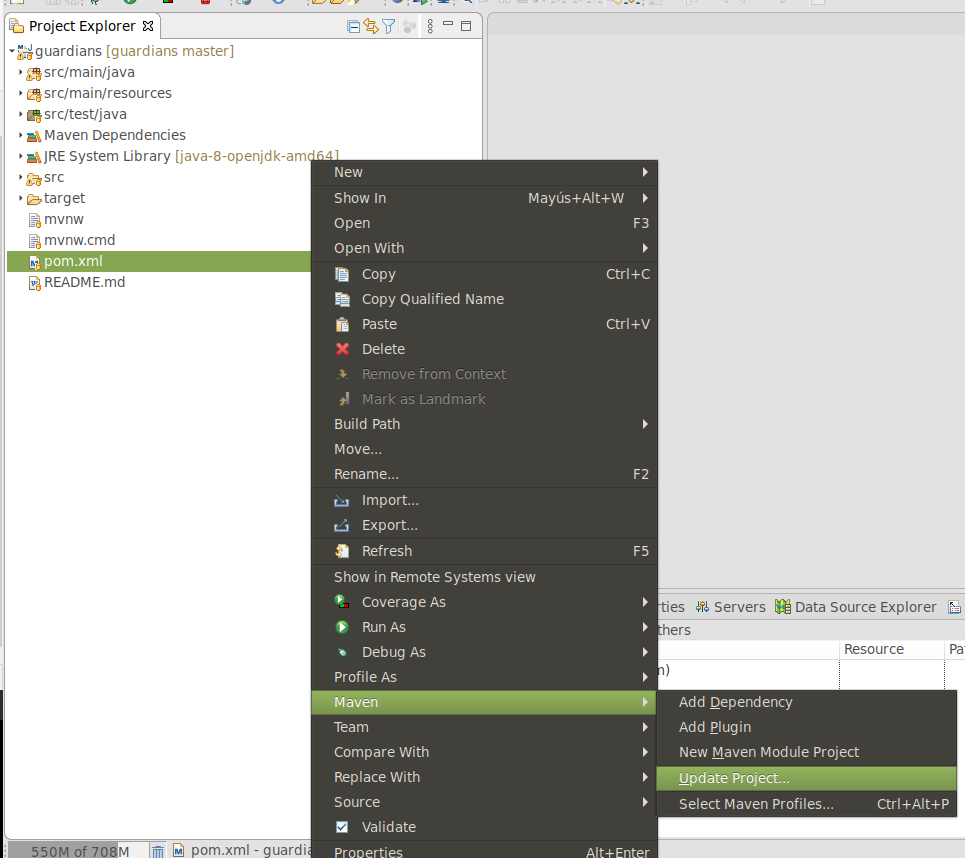 Project Explorer
guardians [guardians master]
src/main/java
src/main/resources
src/test/java
Maven Dependencies
JRE System Library [java-8-openjdk-amd64]
src
target
mvnw
mvnw.cmd
pom.xml
README.md
New
Show In Mayús+Alt+W
Open F3
Open With
Copy Ctrl+C
Copy Qualified Name
Paste Ctrl+V
Delete
Remove from Context
Mark as Landmark
Build Path
Move...
Rename... F2
Import...
Export...
Refresh F5
Show in Remote Systems view
Coverage As
Run As
Debug As
Profile As
Maven
Team
Compare With
Replace With
Source
Validate
Properties Alt+Enter
Add Dependency
Add Plugin
New Maven Module Project
Update Project...
Select Maven Profiles... Ctrl+Alt+P
rties Servers Data Source Explorer
thers
Resource Pa
m)
550M of 708M
pom.xml - guardia